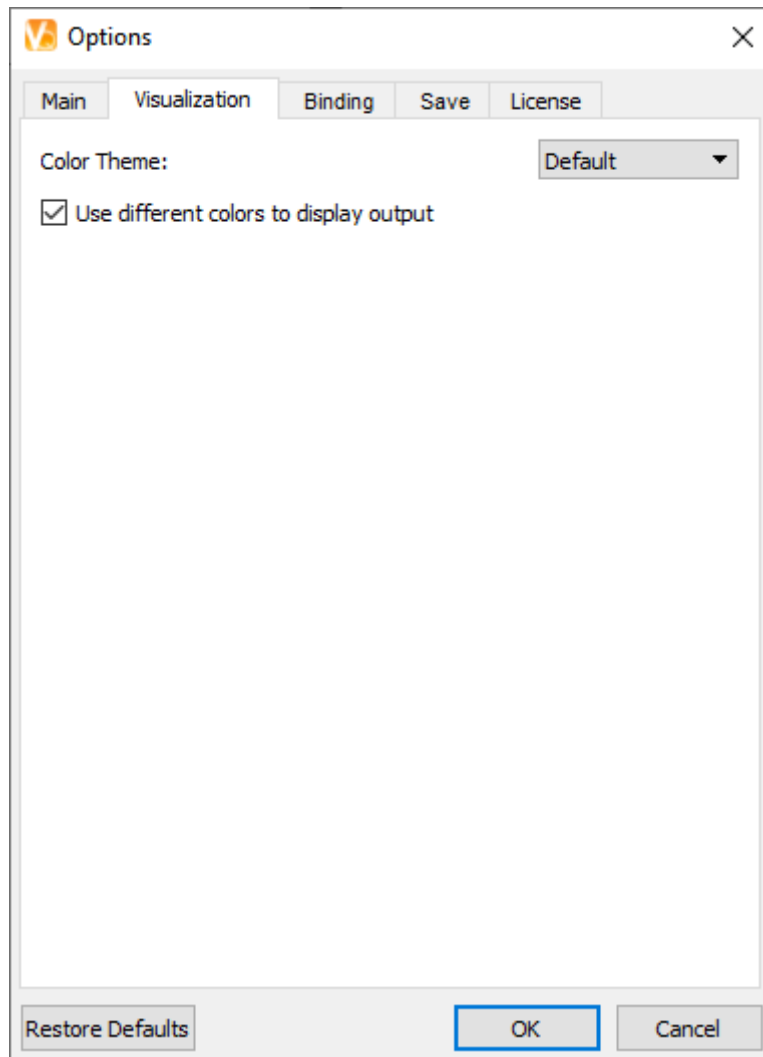 Options
Main Visualization Binding Save License
Color Theme: Default
Use different colors to display output
Restore Defaults OK Cancel